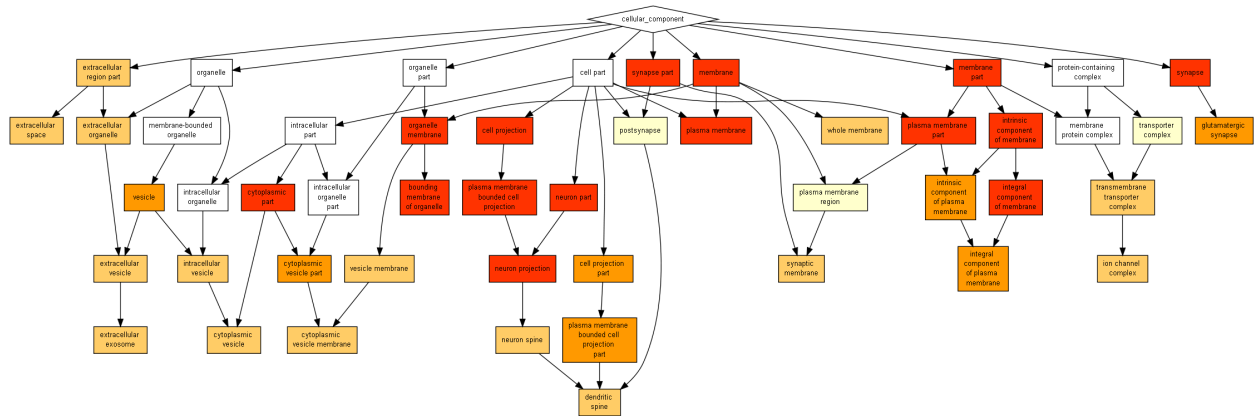 cellular_component
extracellular
region part
organelle
organelle
part
cell part
synapse part
membrane
membrane
part
protein-containing
complex
synapse
extracellular
space
extracellular
organelle
membrane-bounded
organelle
intracellular
part
organelle
membrane
cell projection
postsynapse
plasma membrane
whole membrane
plasma membrane
part
intrinsic
component
of membrane
membrane
protein complex
transporter
complex
glutamatergic
synapse
vesicle
intracellular
organelle
cytoplasmic
part
intracellular
organelle
part
bounding
membrane
of organelle
plasma membrane
bounded cell
projection
neuron part
plasma membrane
region
intrinsic
component
of plasma
membrane
integral
component
of membrane
transmembrane
transporter
complex
extracellular
vesicle
intracellular
vesicle
cytoplasmic
vesicle part
vesicle membrane
neuron projection
cell projection
part
synaptic
membrane
integral
component
of plasma
membrane
ion channel
complex
extracellular
exosome
cytoplasmic
vesicle
cytoplasmic
vesicle membrane
neuron spine
plasma membrane
bounded cell
projection
part
dendritic
spine